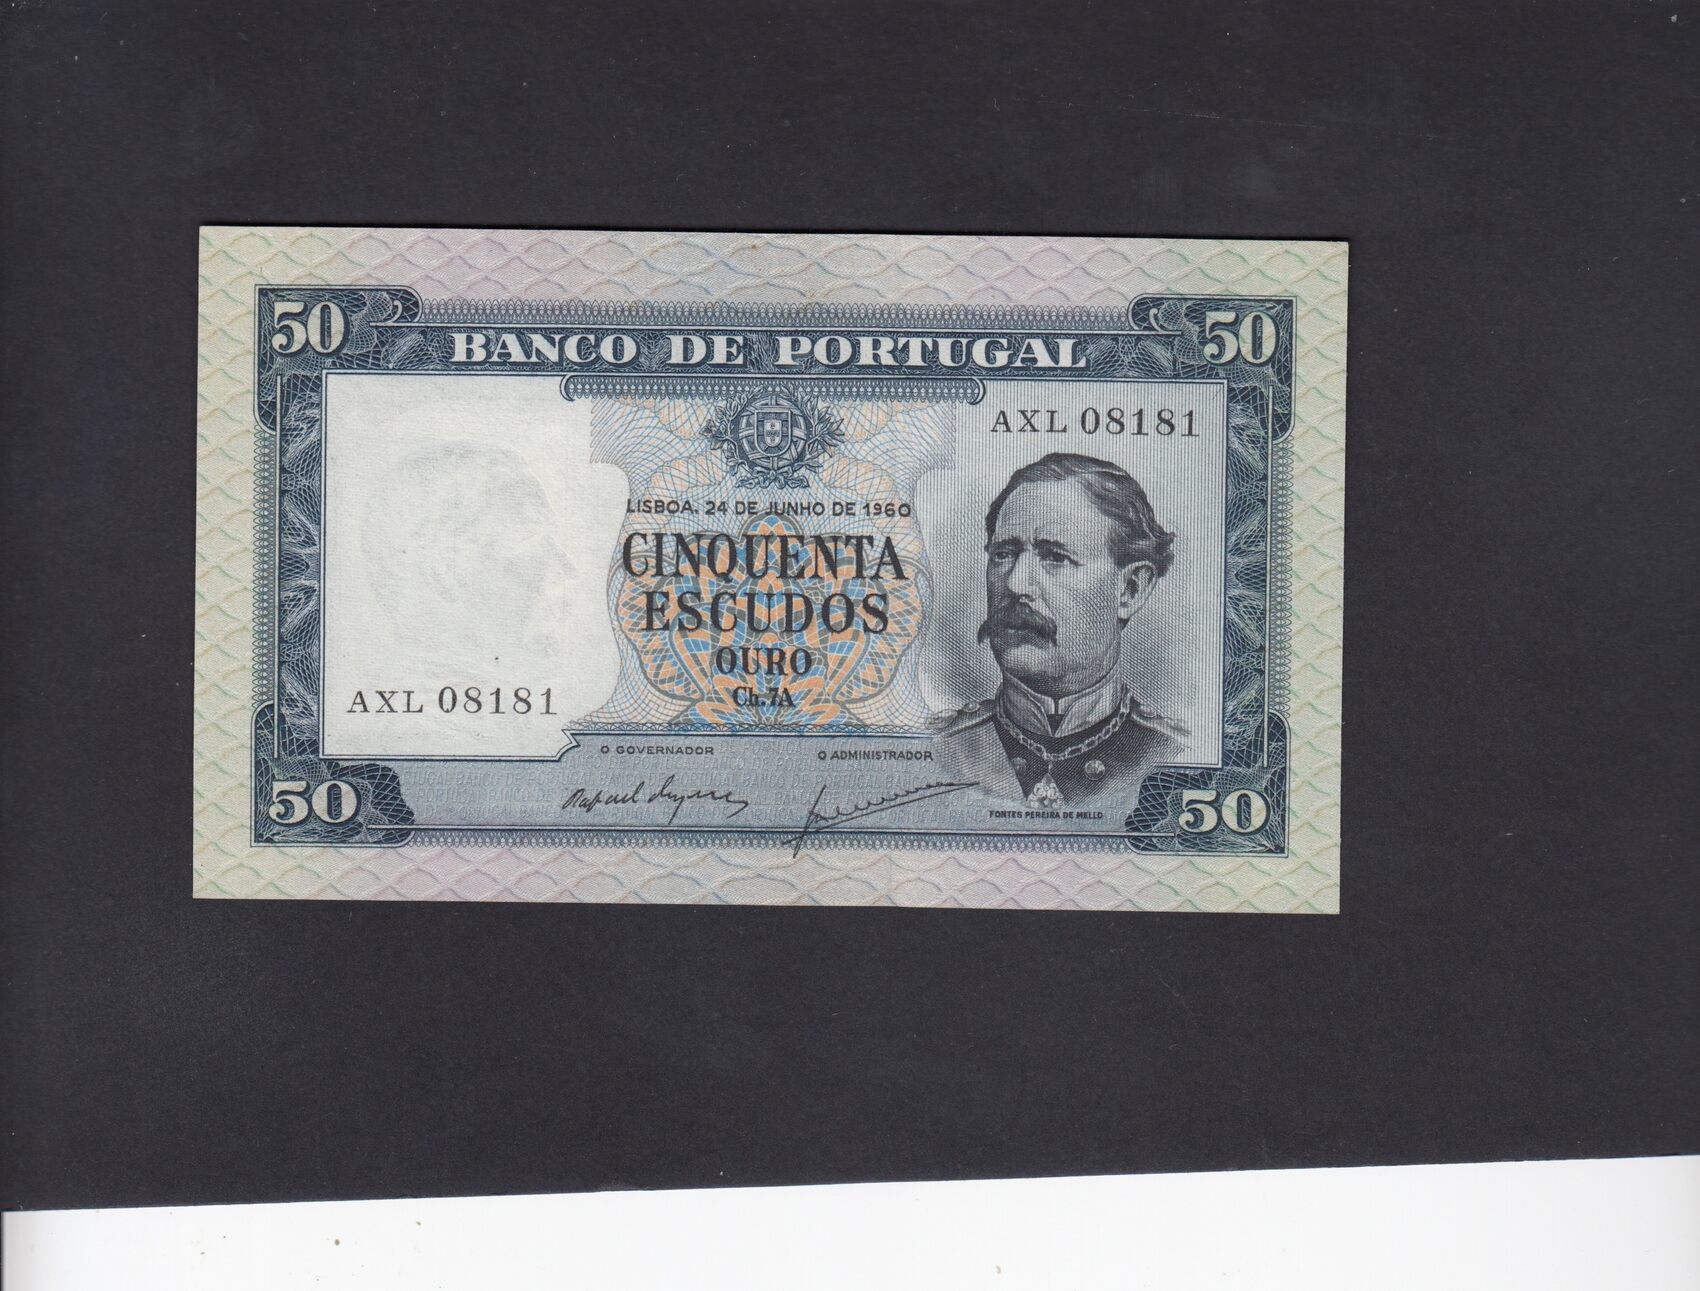 50 50
BANCO DE PORTUGAL
AXL 08181
LISBOA, 24 DE JUNHO DE 1960
CINQUENTA
ESCUDOS
OURO
Ch.7A
AXL 08181
O GOVERNADOR O ADMINISTRADOR
FONTES PEREIRA DE MELLO
50 50